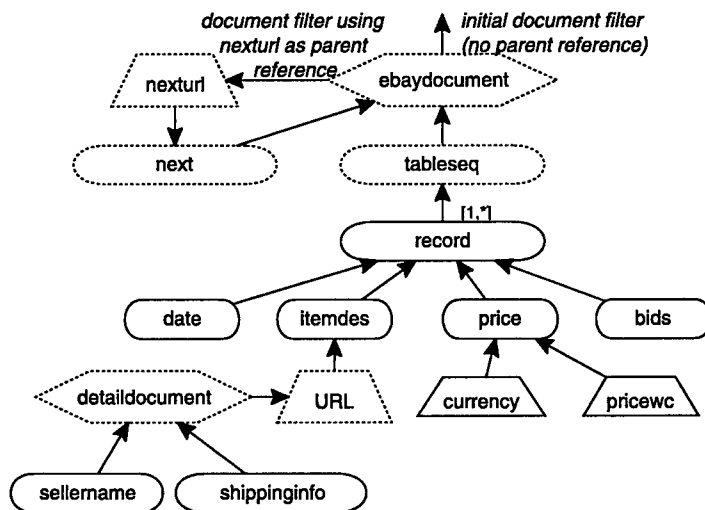 document filter using
nexturl as parent
reference
initial document filter
(no parent reference)
nexturl
ebaydocument
next
tableseq
[1,*]
record
date
itemdes
price
bids
detaildocument
URL
currency
pricewc
sellername
shippinginfo